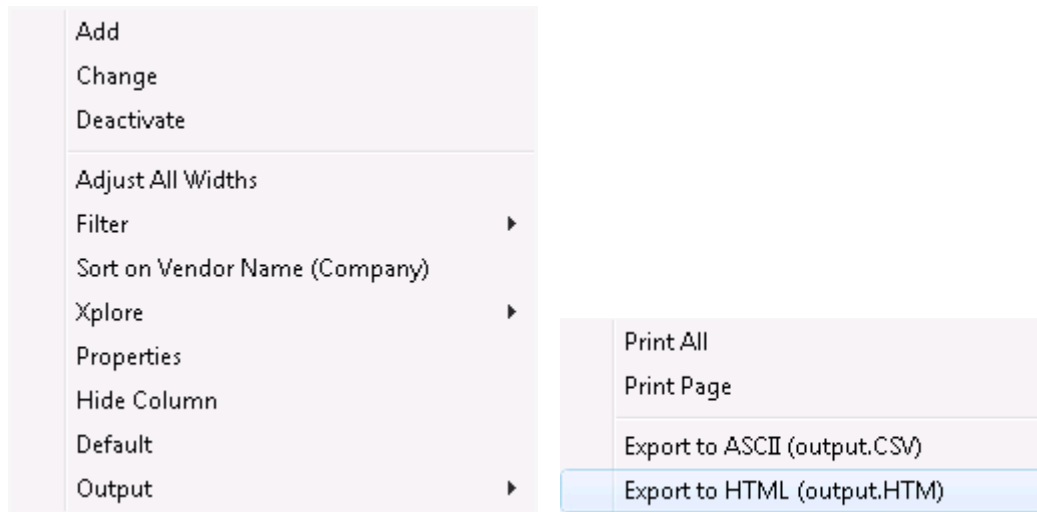 Add
Change
Deactivate
Adjust All Widths
Filter
Sort on Vendor Name (Company)
Xplore
Properties
Hide Column
Default
Output
Print All
Print Page
Export to ASCII (output.CSV)
Export to HTML (output.HTM)